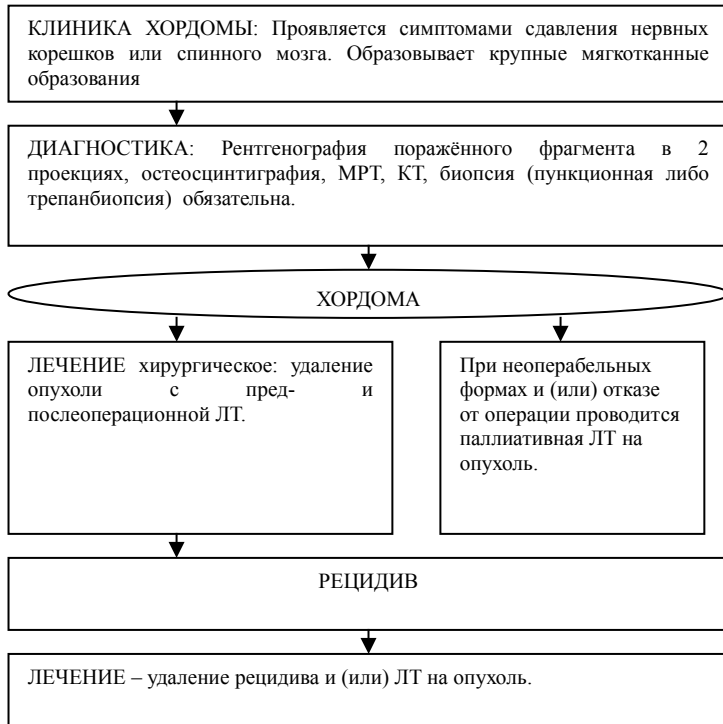 КЛИНИКА ХОРДОМЫ: Проявляется симптомами сдавления нервных
корешков или спинного мозга. Образовывает крупные мягкотканные
образования
ДИАГНОСТИКА: Рентгенография поражённого фрагмента в 2
проекциях, остеосцинтиграфия, МРТ, КТ, биопсия (пункционная либо
трепанбиопсия) обязательна.
ХОРДОМА
ЛЕЧЕНИЕ хирургическое: удаление
опухоли с пред- и
послеоперационной ЛТ.
При неоперабельных
формах и (или) отказе
от операции проводится
паллиативная ЛТ на
опухоль.
РЕЦИДИВ
ЛЕЧЕНИЕ – удаление рецидива и (или) ЛТ на опухоль.